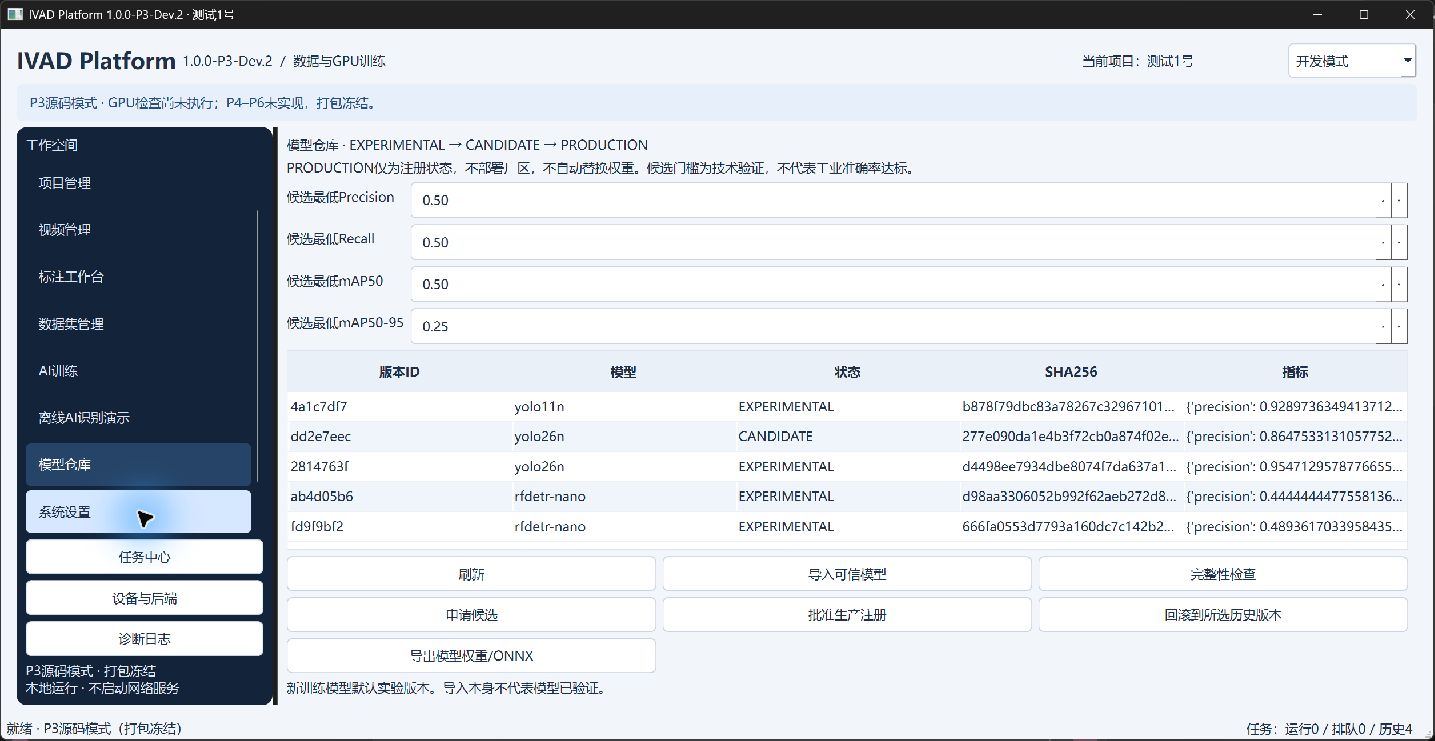 IVAD Platform 1.0.0-P3-Dev.2 · 测试1号
IVAD Platform 1.0.0-P3-Dev.2 / 数据与GPU训练
当前项目：测试1号
开发模式
P3源码模式 · GPU检查尚未执行；P4–P6未实现，打包冻结。
工作空间
项目管理
视频管理
标注工作台
数据集管理
AI训练
离线AI识别演示
模型仓库
系统设置
任务中心
设备与后端
诊断日志
P3源码模式 · 打包冻结
本地运行 · 不启动网络服务
模型仓库 · EXPERIMENTAL → CANDIDATE → PRODUCTION
PRODUCTION仅为注册状态，不部署厂区，不自动替换权重。候选门槛为技术验证，不代表工业准确率达标。
候选最低Precision 0.50
候选最低Recall 0.50
候选最低mAP50 0.50
候选最低mAP50-95 0.25
版本ID 模型 状态 SHA256 指标
4a1c7df7 yolo11n EXPERIMENTAL b878f79dbc83a78267c32967101... {'precision': 0.9289736349413712...
dd2e7eec yolo26n CANDIDATE 277e090da1e4b3f72cb0a874f02e... {'precision': 0.8647533131057752...
2814763f yolo26n EXPERIMENTAL d4498ee7934dbe8074f7da637a1... {'precision': 0.9547129578776655...
ab4d05b6 rfdetr-nano EXPERIMENTAL d98aa3306052b992f62aeb272d8... {'precision': 0.4444444477558136...
fd9f9bf2 rfdetr-nano EXPERIMENTAL 666fa0553d7793a160dc7c142b2... {'precision': 0.4893617033958435...
刷新 导入可信模型 完整性检查
申请候选 批准生产注册 回滚到所选历史版本
导出模型权重/ONNX
新训练模型默认实验版本。导入本身不代表模型已验证。
就绪 · P3源码模式（打包冻结）
任务：运行0 / 排队0 / 历史4